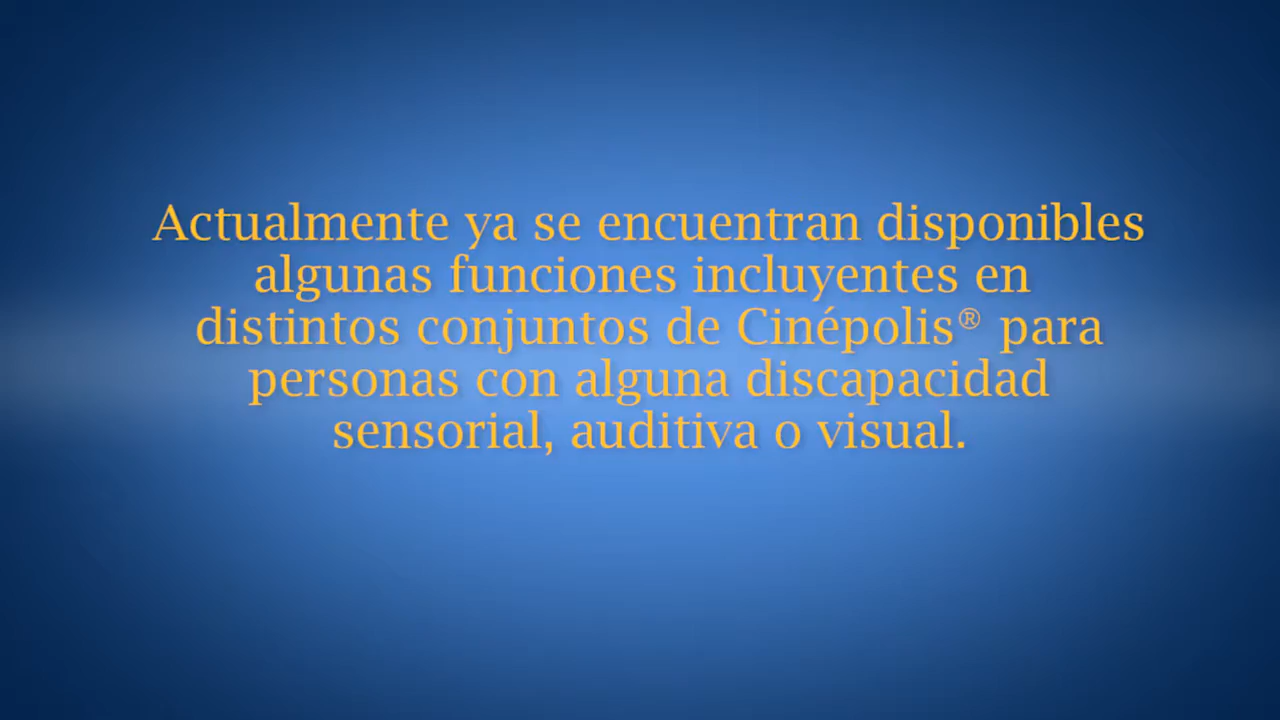 Actualmente ya se encuentran disponibles
algunas funciones incluyentes en
distintos conjuntos de Cinépolis® para
personas con alguna discapacidad
sensorial, auditiva o visual.